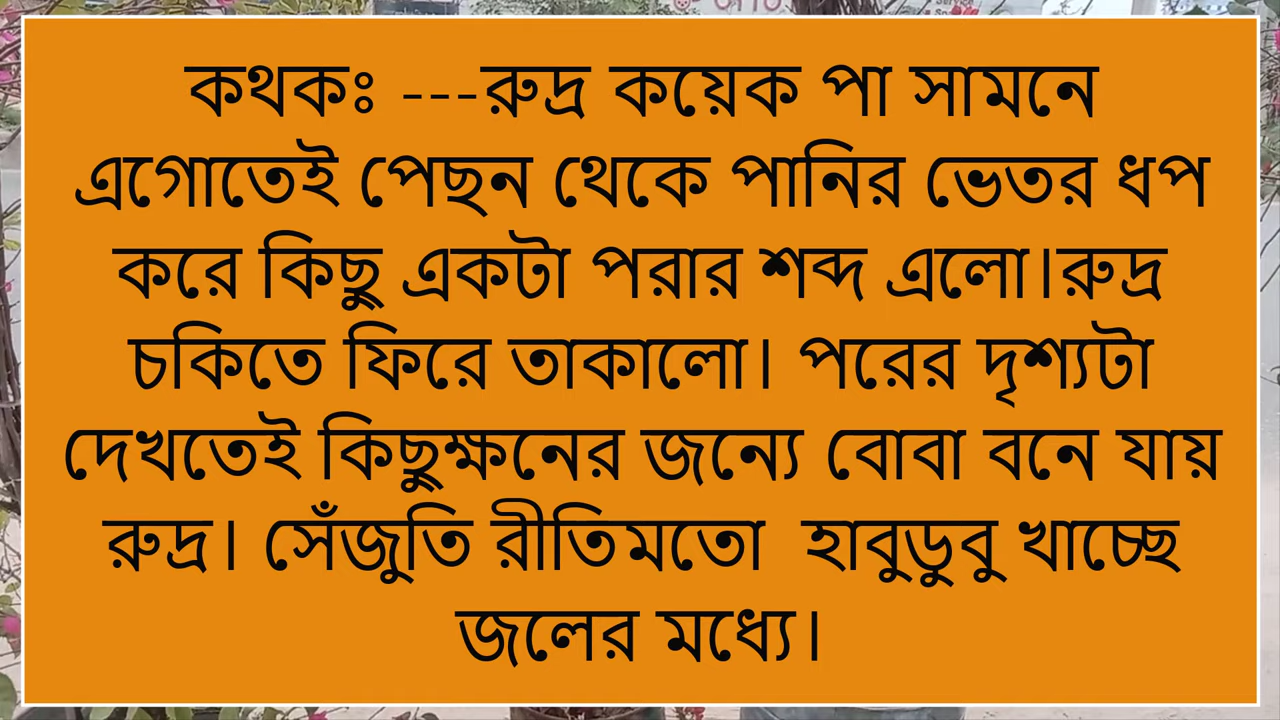 কথকঃ ---রুদ্র কয়েক পা সামনে
এগোতেই পেছন থেকে পানির ভেতর ধপ
করে কিছু একটা পরার শব্দ এলো।রুদ্র
চকিতে ফিরে তাকালো। পরের দৃশ্যটা
দেখতেই কিছুক্ষনের জন্যে বোবা বনে যায়
রুদ্র। সেঁজুতি রীতিমতো  হাবুডুবু খাচ্ছে
জলের মধ্যে।